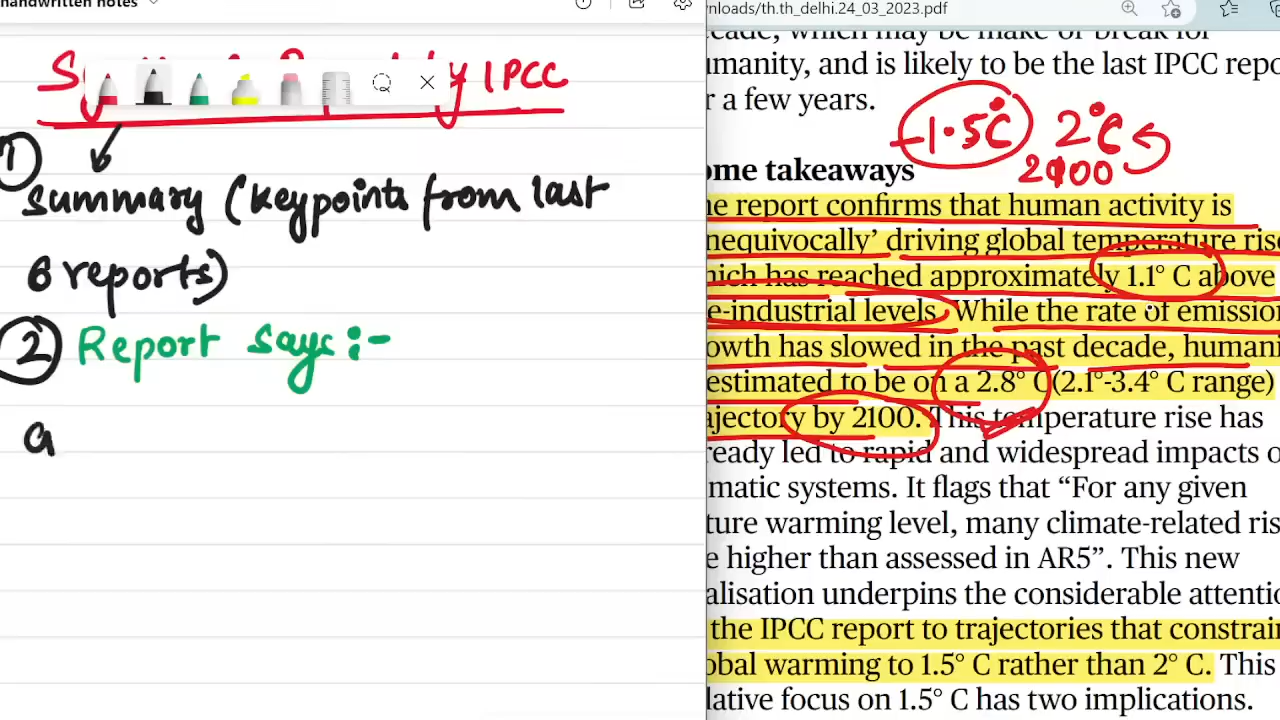 handwritten notes
IPCC
1
Summary (Keypoints from last
6 reports)
2 Report says:-
a
nloads/th.th_delhi.24_03_2023.pdf
cade, which may be make or break for
umanity, and is likely to be the last IPCC repo
r a few years.
1.5°C 2°C
2100
ome takeaways
he report confirms that human activity is
nequivocally’ driving global temperature rise
hich has reached approximately 1.1° C above
e-industrial levels. While the rate of emission
owth has slowed in the past decade, humani
estimated to be on a 2.8° C (2.1°-3.4° C range)
ajectory by 2100. This temperature rise has
ready led to rapid and widespread impacts o
matic systems. It flags that “For any given
ture warming level, many climate-related ris
e higher than assessed in AR5”. This new
alisation underpins the considerable attentio
the IPCC report to trajectories that constrain
obal warming to 1.5° C rather than 2° C. This
lative focus on 1.5° C has two implications.